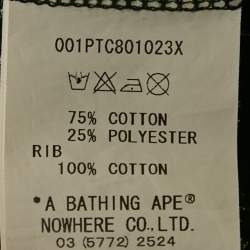 001PTC801023X
75% COTTON
25% POLYESTER
RIB
100% COTTON
*A BATHING APE®
NOWHERE CO.,LTD.
03 (5772) 2524